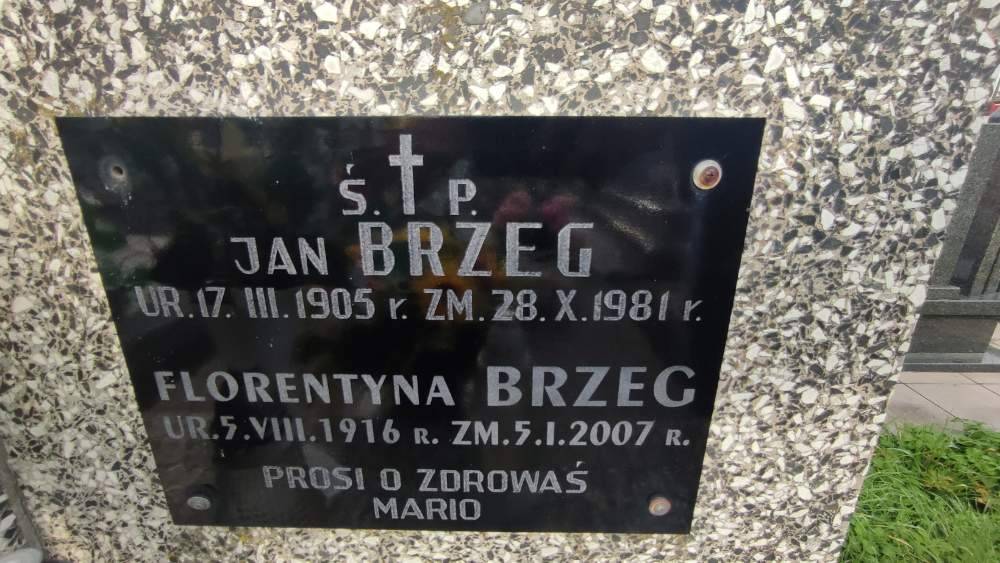 Ś. P.
JAN BRZEG
UR. 17. III. 1905 r. ZM. 28. X. 1981 r.
FLORENTYNA BRZEG
UR. 5. VIII. 1916 R. ZM. 5. I. 2007 R.
PROSI O ZDROWAŚ
MARIO